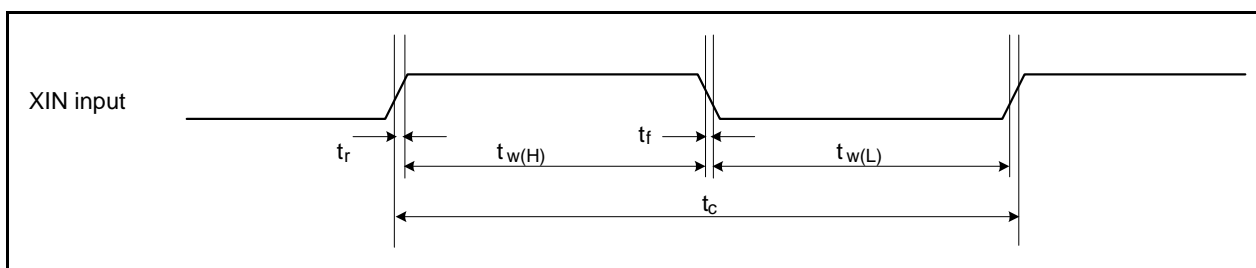 XIN input
tr
tw(H)
tf
tw(L)
tc